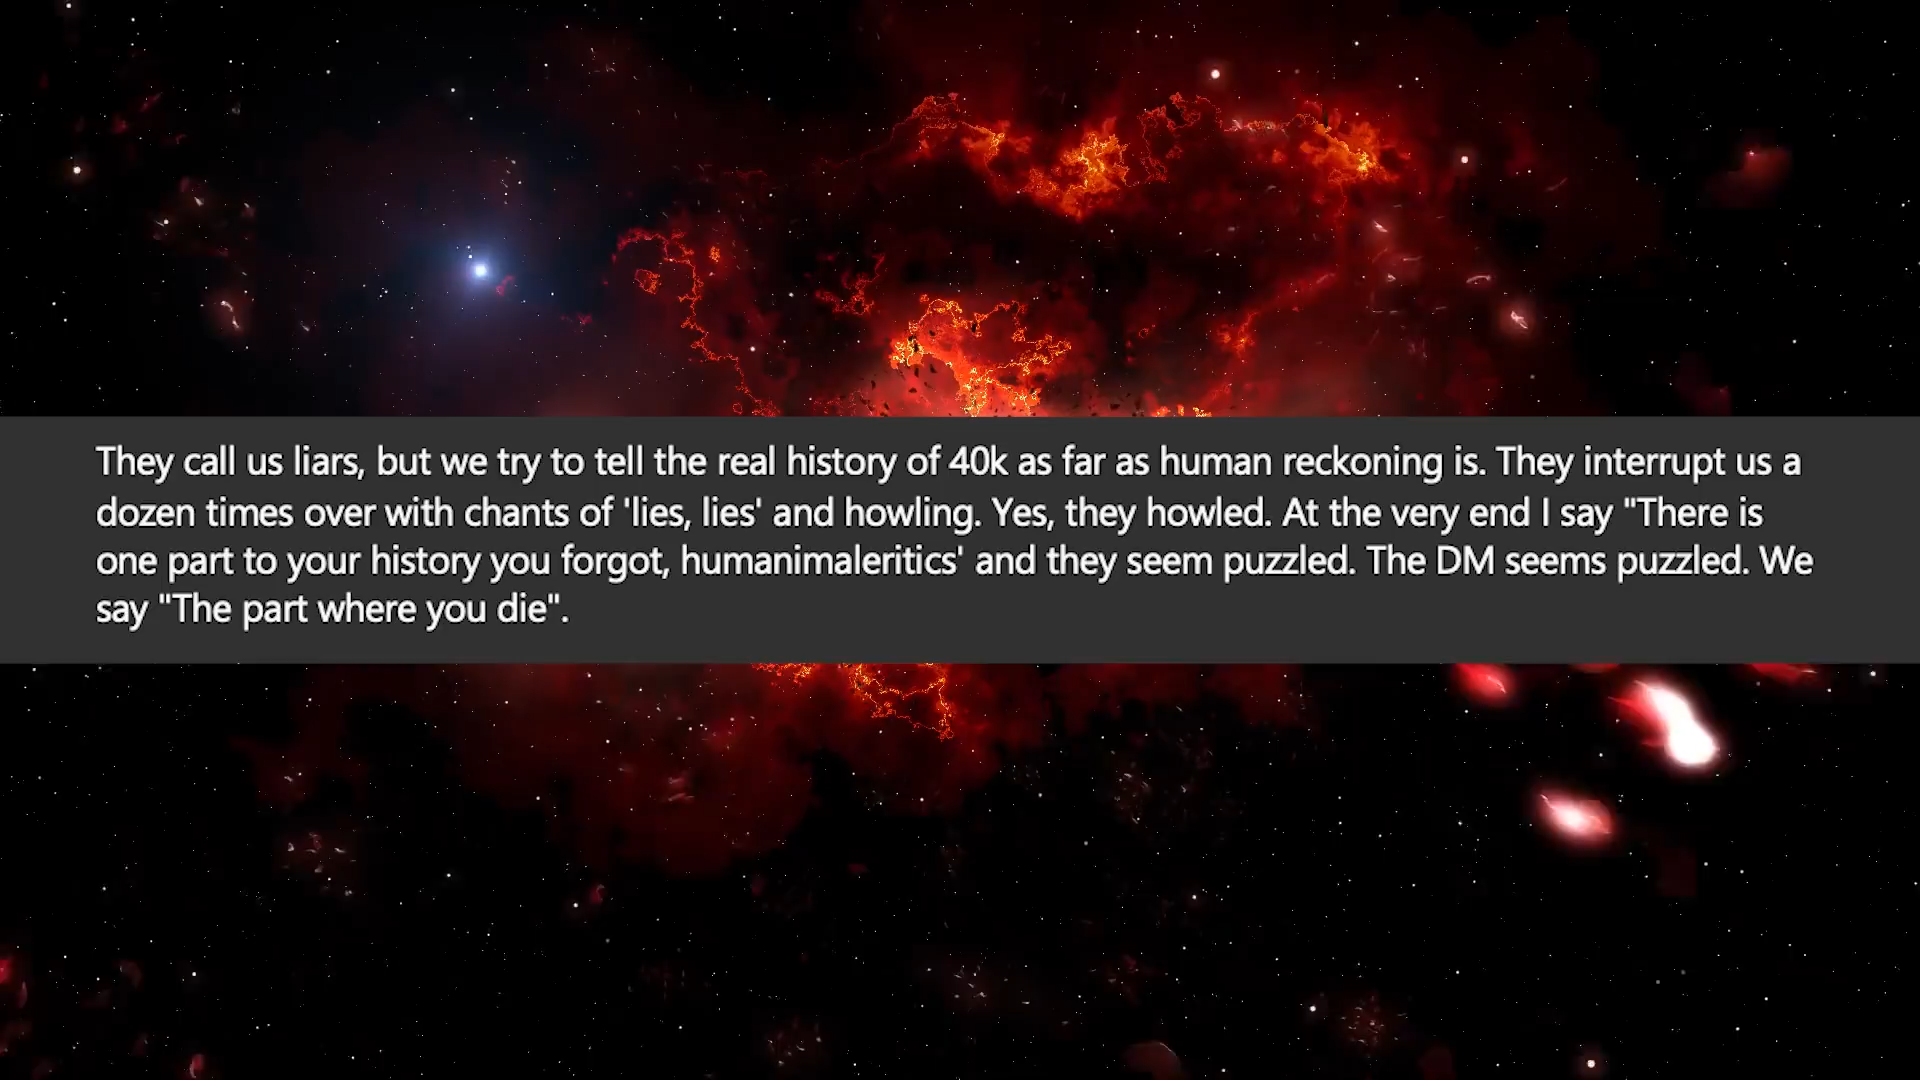 They call us liars, but we try to tell the real history of 40k as far as human reckoning is. They interrupt us a
dozen times over with chants of 'lies, lies' and howling. Yes, they howled. At the very end I say "There is
one part to your history you forgot, humanimaleritics' and they seem puzzled. The DM seems puzzled. We
say "The part where you die".